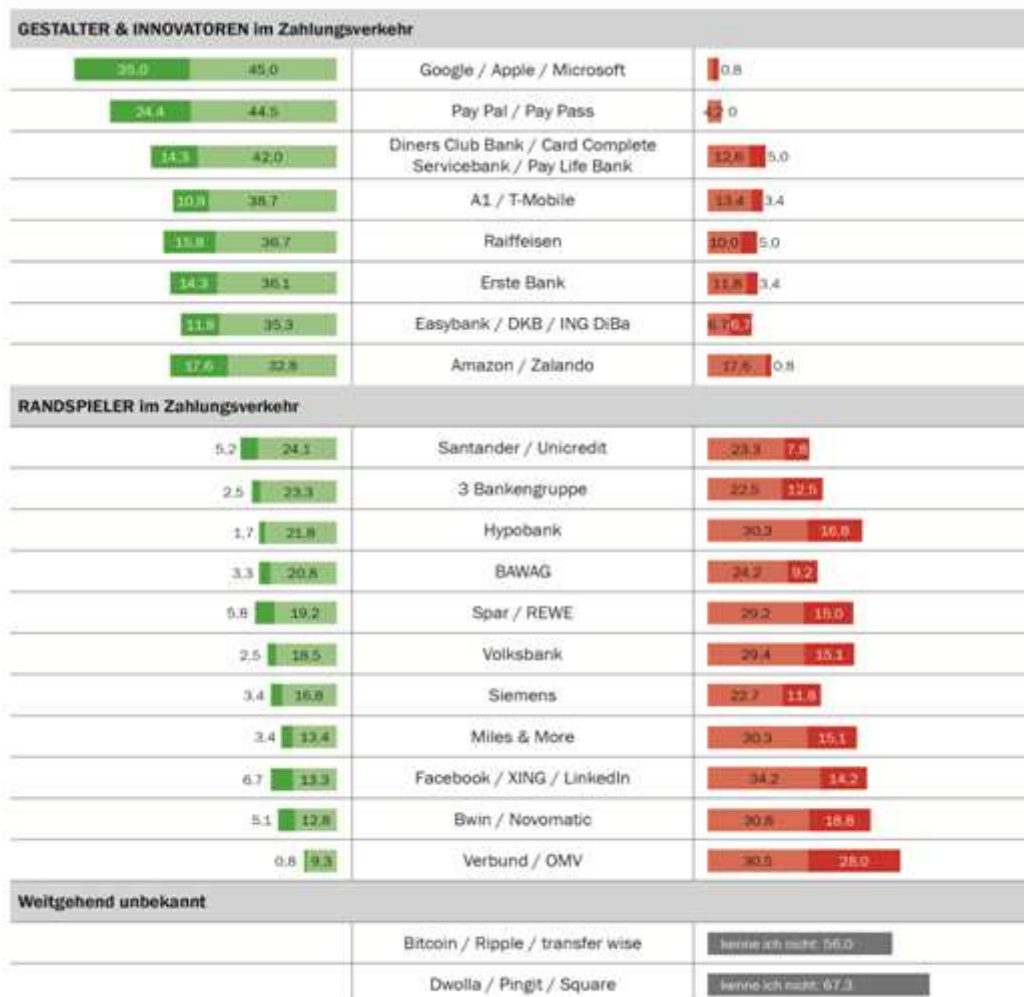 GESTALTER & INNOVATOREN im Zahlungsverkehr
35,0 45,0 Google / Apple / Microsoft 0,8
24,4 44,5 Pay Pal / Pay Pass 4,2 0
14,3 42,0 Diners Club Bank / Card Complete Servicebank / Pay Life Bank 12,6 5,0
10,9 38,7 A1 / T-Mobile 13,4 3,4
15,8 36,7 Raiffeisen 10,0 5,0
14,3 36,1 Erste Bank 11,8 3,4
11,8 35,3 Easybank / DKB / ING DiBa 6,7 6,7
17,6 32,8 Amazon / Zalando 17,6 0,8
RANDSPIELER im Zahlungsverkehr
5,2 24,1 Santander / Unicredit 23,3 7,8
2,5 23,3 3 Bankengruppe 22,5 12,5
1,7 21,8 Hypobank 30,3 16,8
3,3 20,8 BAWAG 24,2 9,2
5,8 19,2 Spar / REWE 29,2 15,0
2,5 18,5 Volksbank 29,4 15,1
3,4 16,8 Siemens 22,7 11,8
3,4 13,4 Miles & More 30,3 15,1
6,7 13,3 Facebook / XING / LinkedIn 34,2 14,2
5,1 12,8 Bwin / Novomatic 30,8 18,8
0,8 9,3 Verbund / OMV 30,5 28,0
Weitgehend unbekannt
Bitcoin / Ripple / transfer wise kenne ich nicht: 56,0
Dwolla / Pingit / Square kenne ich nicht: 67,3